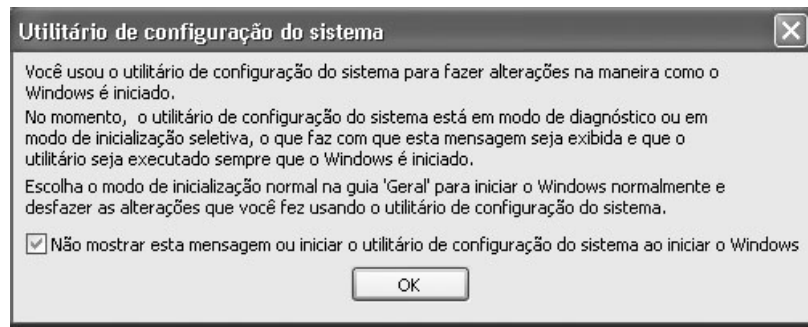 Utilitário de configuração do sistema
Você usou o utilitário de configuração do sistema para fazer alterações na maneira como o
Windows é iniciado.
No momento, o utilitário de configuração do sistema está em modo de diagnóstico ou em
modo de inicialização seletiva, o que faz com que esta mensagem seja exibida e que o
utilitário seja executado sempre que o Windows é iniciado.
Escolha o modo de inicialização normal na guia 'Geral' para iniciar o Windows normalmente e
desfazer as alterações que você fez usando o utilitário de configuração do sistema.
Não mostrar esta mensagem ou iniciar o utilitário de configuração do sistema ao iniciar o Windows
OK